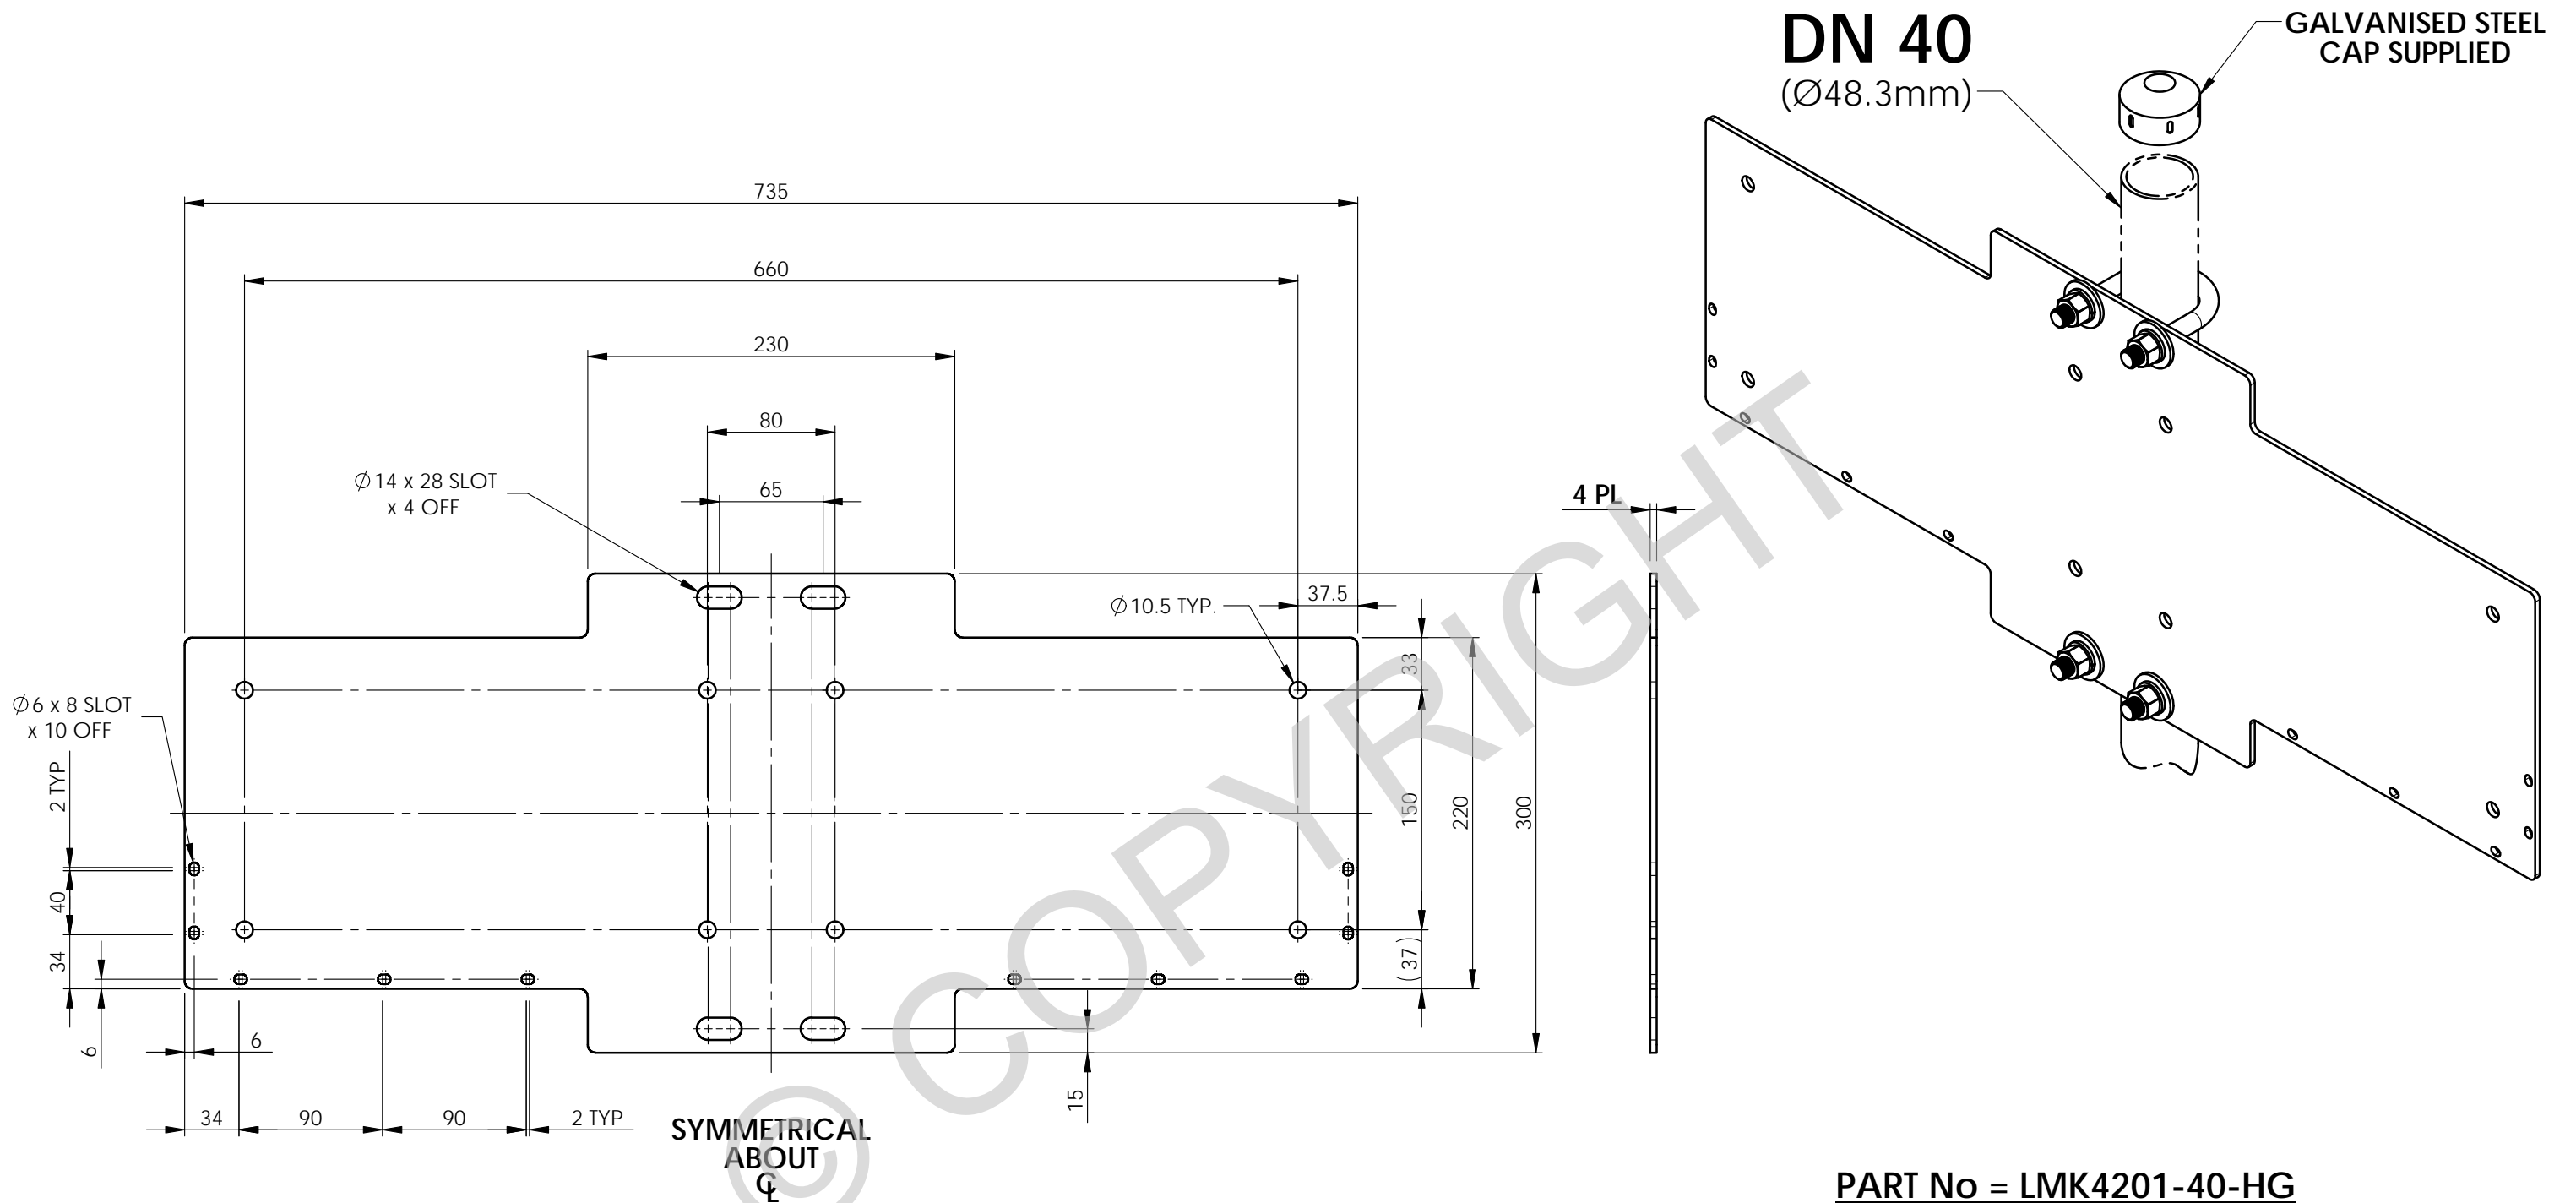 DN 40
(Ø48.3mm)
GALVANISED STEEL
CAP SUPPLIED
735
660
230
80
65
Ø14 x 28 SLOT
x 4 OFF
4 PL
37.5
Ø10.5 TYP.
33
Ø6 x 8 SLOT
x 10 OFF
2 TYP
150
220
300
40
34
(37)
6
6
15
34
90
90
2 TYP
SYMMETRICAL
ABOUT
℄
© COPYRIGHT
PART No = LMK4201-40-HG